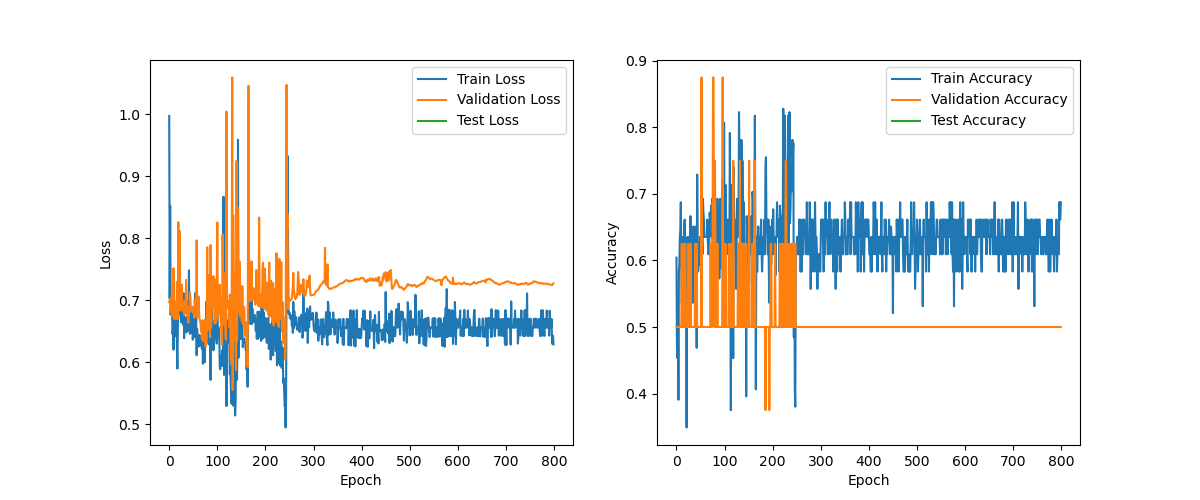 Train Loss
Validation Loss
Test Loss
1.0
0.9
0.8
0.7
0.6
0.5
Loss
0 100 200 300 400 500 600 700 800
Epoch
Train Accuracy
Validation Accuracy
Test Accuracy
0.9
0.8
0.7
0.6
0.5
0.4
Accuracy
0 100 200 300 400 500 600 700 800
Epoch